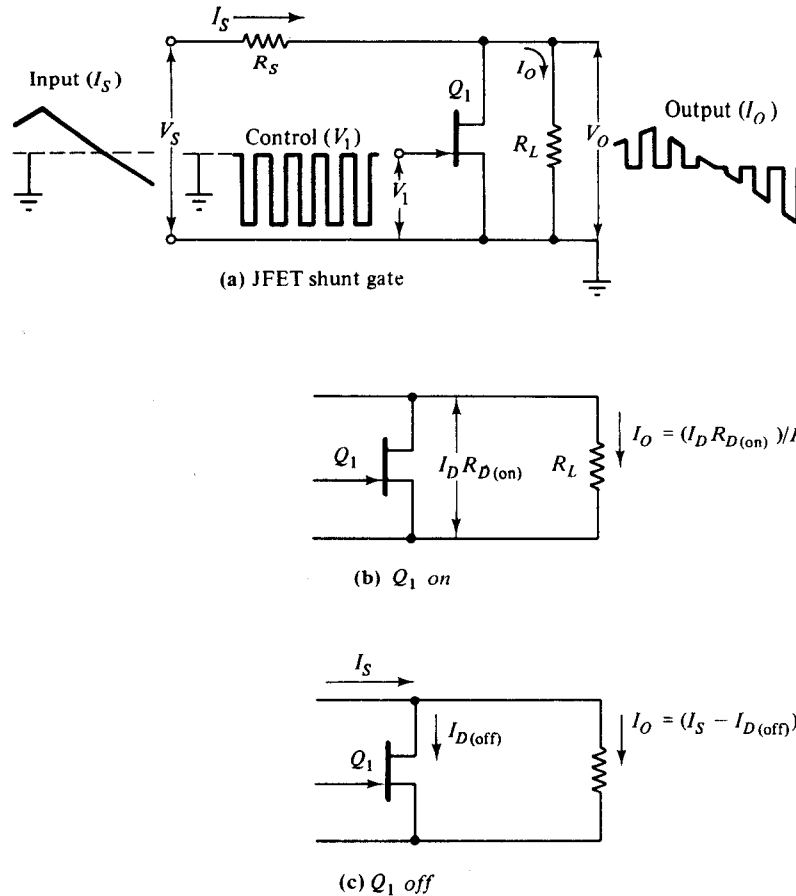 I_S
R_S
Input (I_S)
V_S
Control (V_1)
V_1
Q_1
I_O
R_L
V_O
Output (I_O)
(a) JFET shunt gate
Q_1
I_D R_D(on)
R_L
I_O = (I_D R_D(on))/
(b) Q_1 on
I_S
I_D(off)
Q_1
I_O = (I_S − I_D(off))
(c) Q_1 off